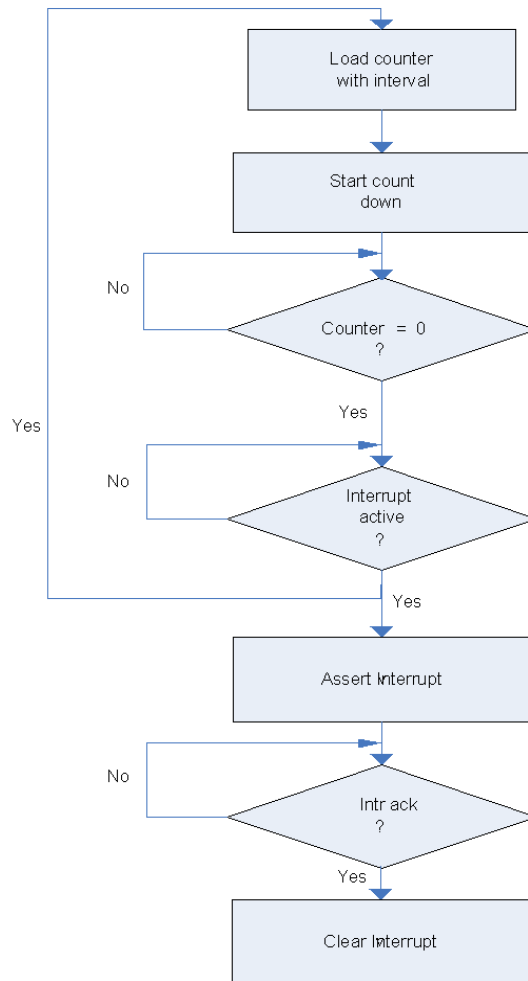 Load counter
with interval
Start count
down
No
Counter = 0
?
Yes
Yes
No
Interrupt
active
?
Yes
Assert Interrupt
No
Intr ack
?
Yes
Clear Interrupt